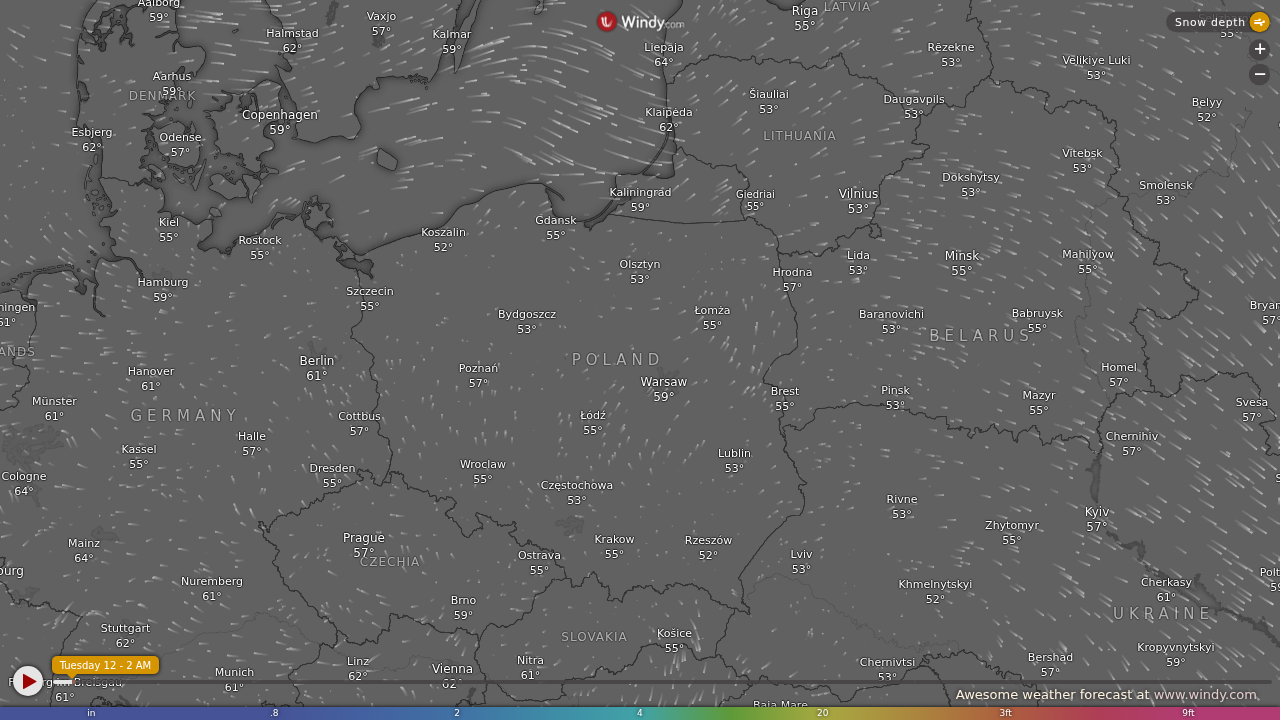 Aalborg
59°
Halmstad
62°
Vaxjo
57°
Kalmar
59°
Windy.com
Liepaja
64°
Riga
55°
LATVIA
Rēzekne
53°
Velikiye Luki
53°
Snow depth
55°
+
−
Aarhus
59°
DENMARK
Copenhagen
59°
Esbjerg
62°
Odense
57°
Klaipėda
62°
Šiauliai
53°
LITHUANIA
Daugavpils
53°
Belyy
52°
Vitebsk
53°
Dokshytsy
53°
Smolensk
53°
Kiel
55°
Rostock
55°
Koszalin
52°
Gdansk
55°
Kaliningrad
59°
Giedriai
55°
Vilnius
53°
Hamburg
59°
Szczecin
55°
Olsztyn
53°
Hrodna
57°
Lida
53°
Minsk
55°
Mahilyow
55°
Bydgoszcz
53°
Łomża
55°
Baranovichi
53°
Babruysk
55°
BELARUS
Hanover
61°
Berlin
61°
Poznań
57°
POLAND
Warsaw
59°
Brest
55°
Pinsk
53°
Mazyr
55°
Homel
57°
Svesa
57°
Münster
61°
GERMANY
Cottbus
57°
Łódź
55°
Chernihiv
57°
Kassel
55°
Halle
57°
Cologne
64°
Dresden
55°
Wroclaw
55°
Częstochowa
53°
Lublin
53°
Rivne
53°
Kyiv
57°
Zhytomyr
55°
Mainz
64°
Prague
57°
CZECHIA
Ostrava
55°
Krakow
55°
Rzeszów
52°
Lviv
53°
Nuremberg
61°
Brno
59°
Khmelnytskyi
52°
Cherkasy
61°
UKRAINE
Stuttgart
62°
SLOVAKIA
Košice
55°
Kropyvnytskyi
59°
Tuesday 12 - 2 AM
Munich
61°
Linz
62°
Vienna
62°
Nitra
61°
Chernivtsi
53°
Bershad
57°
61°
Baia Mare
Awesome weather forecast at www.windy.com
in .8 2 4 20 3ft 9ft